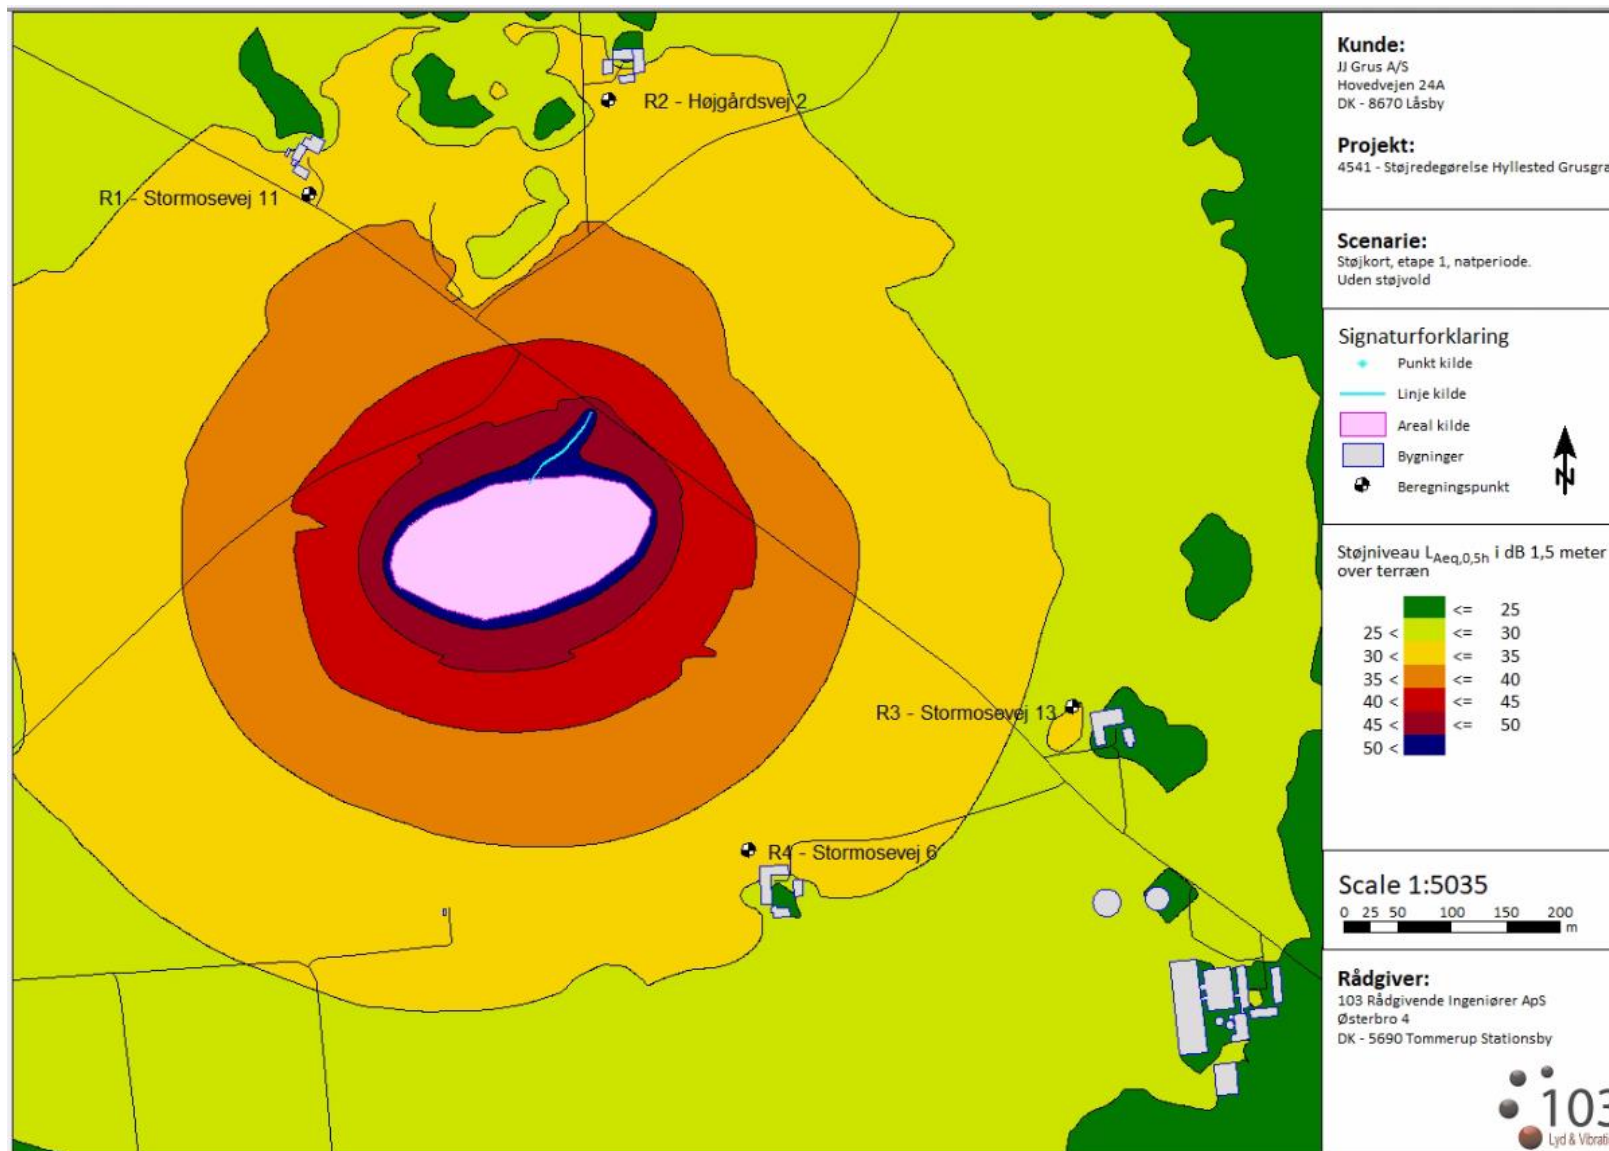 R2 - Højgårdsvej 2
R1 - Stormosevej 11
R3 - Stormosevej 13
R4 - Stormosevej 6
Kunde:
JJ Grus A/S
Hovedvejen 24A
DK - 8670 Låsby
Projekt:
4541 - Støjredegørelse Hyllested Grusgra
Scenarie:
Støjkort, etape 1, natperiode.
Uden støjvold
Signaturforklaring
Punkt kilde
Linje kilde
Areal kilde
Bygninger
Beregningspunkt
N
Støjniveau LAeq,0,5h i dB 1,5 meter
over terræn
<= 25
25 < <= 30
30 < <= 35
35 < <= 40
40 < <= 45
45 < <= 50
50 <
Scale 1:5035
0 25 50 100 150 200
m
Rådgiver:
103 Rådgivende Ingeniører ApS
Østerbro 4
DK - 5690 Tommerup Stationsby
103
Lyd & Vibrati